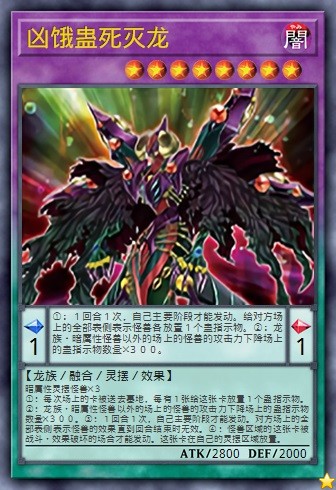 凶饿蛊死灭龙
闇
①：1回合1次，自己主要阶段才能发动。给对方场
上的全部表侧表示怪兽各放置1个蛊指示物。②：龙
族·暗属性怪兽以外的场上的怪兽的攻击力下降场上
的蛊指示物数量×300。
1
1
[龙族／融合／灵摆／效果]
暗属性灵摆怪兽×3
①：每次场上的卡被送去墓地，每有1张给这张卡放置1个蛊指示物。
②：龙族·暗属性怪兽以外的场上的怪兽的攻击力下降场上的蛊指示物
数量×300。③：1回合1次，自己主要阶段才能发动。对方场上的全
部表侧表示怪兽的效果直到回合结束时无效。④：怪兽区域的这张卡被
战斗·效果破坏的场合才能发动。这张卡在自己的灵摆区域放置。
ATK/2800 DEF/2000